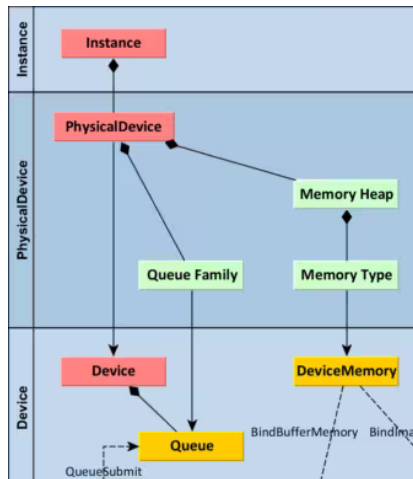 Instance
Instance
PhysicalDevice
PhysicalDevice
Memory Heap
Queue Family
Memory Type
Device
Device
DeviceMemory
BindBufferMemory
Queue
QueueSubmit